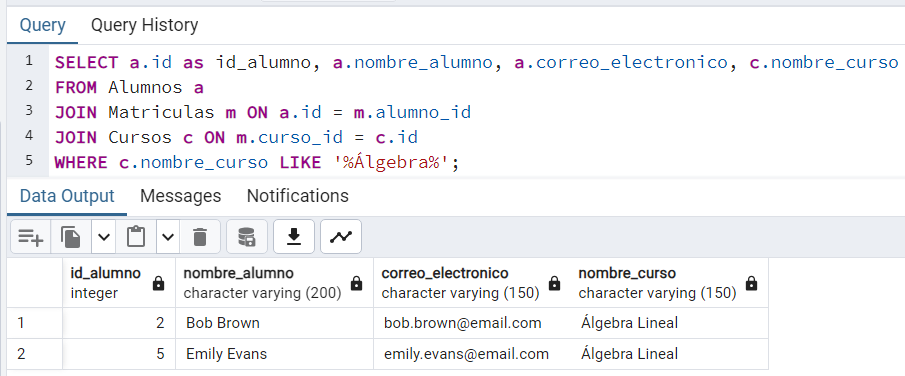 Query Query History
1 SELECT a.id as id_alumno, a.nombre_alumno, a.correo_electronico, c.nombre_curso
2 FROM Alumnos a
3 JOIN Matriculas m ON a.id = m.alumno_id
4 JOIN Cursos c ON m.curso_id = c.id
5 WHERE c.nombre_curso LIKE '%Álgebra%';
Data Output Messages Notifications
id_alumno nombre_alumno correo_electronico nombre_curso
integer character varying (200) character varying (150) character varying (150)
1 2 Bob Brown bob.brown@email.com Álgebra Lineal
2 5 Emily Evans emily.evans@email.com Álgebra Lineal